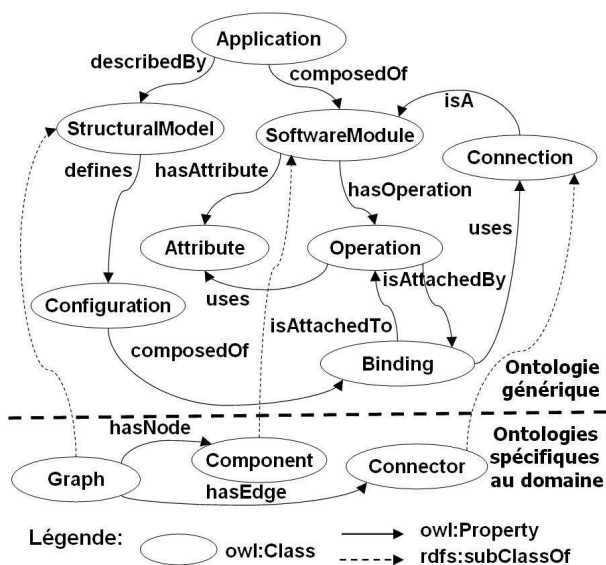 Application
describedBy
composedOf
isA
StructuralModel
SoftwareModule
Connection
defines
hasAttribute
hasOperation
uses
Attribute
Operation
uses
isAttachedBy
Configuration
isAttachedTo
composedOf
Binding
Ontologie
générique
hasNode
Ontologies
spécifiques
au domaine
Graph
Component
Connector
hasEdge
Légende:
owl:Class
owl:Property
rdfs:subClassOf